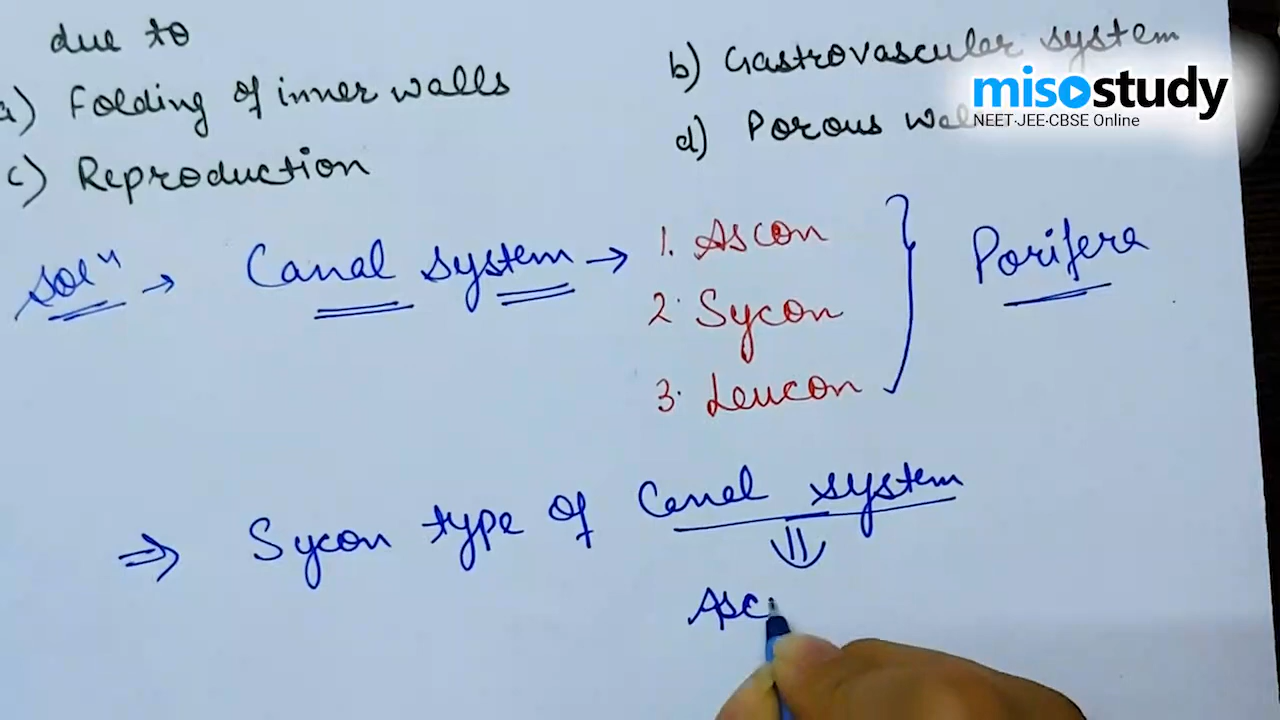 due to
a) Folding of inner walls
b) Gastrovascular system
c) Reproduction
d) Porous
misostudy
NEET-JEE-CBSE Online
Solⁿ → Canal system →
1. Ascon
2. Sycon
3. Leucon
Porifera
⇒ Sycon type of Canal system
⇓
Asc